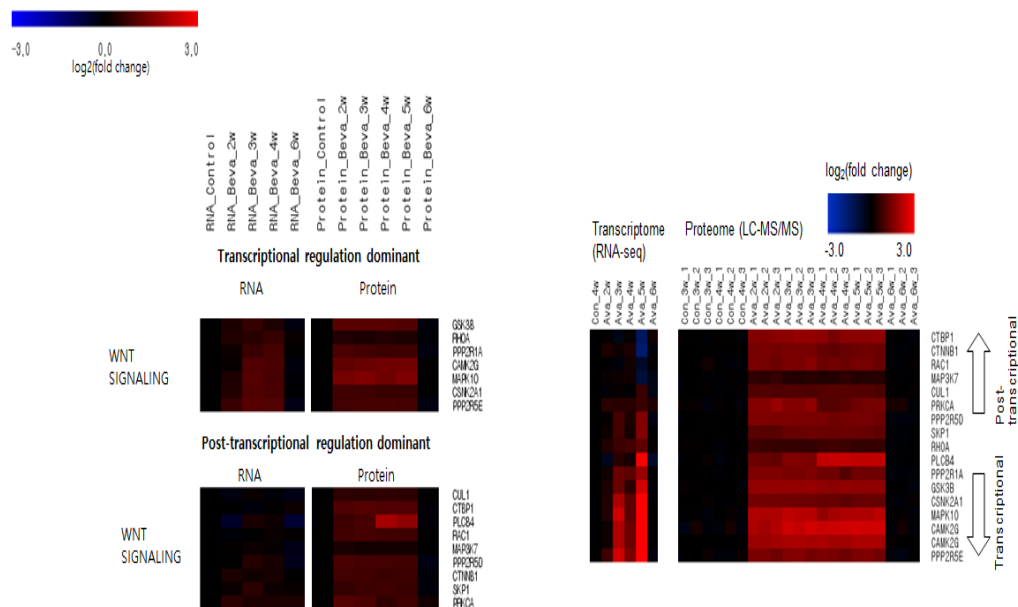 -3.0 0.0 3.0
log2(fold change)
RNA_Control
RNA_Beva_2w
RNA_Beva_3w
RNA_Beva_4w
RNA_Beva_6w
Protein_Control
Protein_Beva_2w
Protein_Beva_3w
Protein_Beva_4w
Protein_Beva_5w
Protein_Beva_6w
Transcriptional regulation dominant
RNA Protein
WNT
SIGNALING
GSK3B
RHOA
PPP2R1A
CAMK2G
MAPK10
CSNK2A1
PPP2R5E
Post-transcriptional regulation dominant
RNA Protein
WNT
SIGNALING
CUL1
CTBP1
PLCB4
RAC1
MAP3K7
PPP2R5D
CTNNB1
SKP1
PRKCA
log2(fold change)
-3.0 3.0
Transcriptome
(RNA-seq)
Proteome (LC-MS/MS)
Con_4w
Ava_2w
Ava_3w
Ava_4w
Ava_5w
Ava_6w
Con_3w_1
Con_3w_2
Con_3w_3
Con_4w_1
Con_4w_2
Con_4w_3
Ava_2w_1
Ava_2w_2
Ava_2w_3
Ava_3w_1
Ava_3w_2
Ava_3w_3
Ava_4w_1
Ava_4w_2
Ava_4w_3
Ava_5w_1
Ava_5w_2
Ava_5w_3
Ava_6w_1
Ava_6w_2
Ava_6w_3
CTBP1
CTNNB1
RAC1
MAP3K7
CUL1
PRKCA
PPP2R5D
SKP1
RHOA
PLCB4
PPP2R1A
GSK3B
CSNK2A1
MAPK10
CAMK2G
CAMK2G
PPP2R5E
Post-
transcriptional
Transcriptional